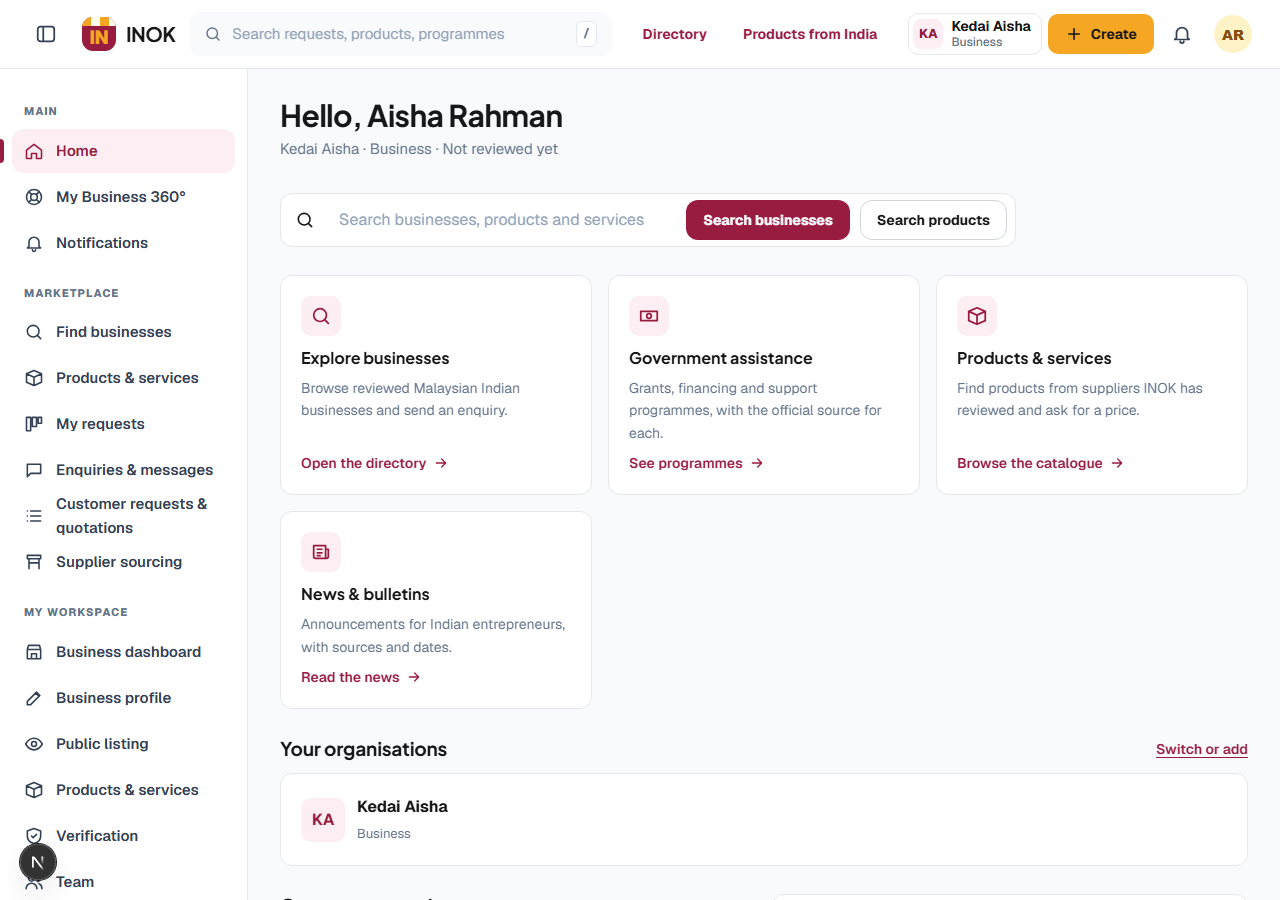 IN INOK
Search requests, products, programmes
/
Directory
Products from India
KA
Kedai Aisha
Business
+ Create
AR
MAIN
Home
My Business 360°
Notifications
MARKETPLACE
Find businesses
Products & services
My requests
Enquiries & messages
Customer requests &
quotations
Supplier sourcing
MY WORKSPACE
Business dashboard
Business profile
Public listing
Products & services
Verification
N
Team
Hello, Aisha Rahman
Kedai Aisha · Business · Not reviewed yet
Search businesses, products and services
Search businesses
Search products
Explore businesses
Browse reviewed Malaysian Indian
businesses and send an enquiry.
Open the directory →
Government assistance
Grants, financing and support
programmes, with the official source for
each.
See programmes →
Products & services
Find products from suppliers INOK has
reviewed and ask for a price.
Browse the catalogue →
News & bulletins
Announcements for Indian entrepreneurs,
with sources and dates.
Read the news →
Your organisations
Switch or add
KA
Kedai Aisha
Business